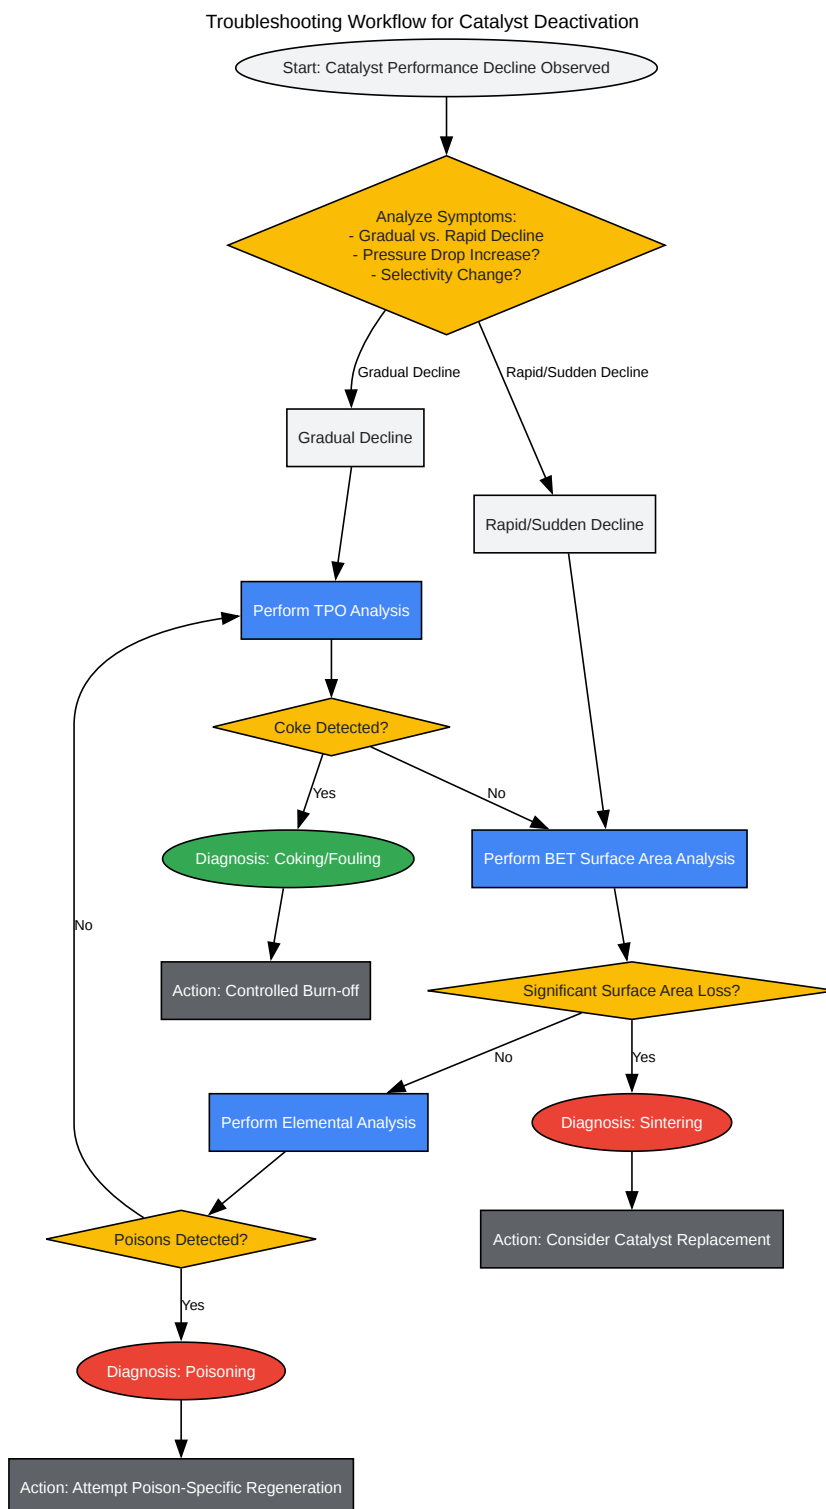 Troubleshooting Workflow for Catalyst Deactivation
Start: Catalyst Performance Decline Observed
Analyze Symptoms:
- Gradual vs. Rapid Decline
- Pressure Drop Increase?
- Selectivity Change?
Gradual Decline
Rapid/Sudden Decline
Gradual Decline
Rapid/Sudden Decline
Perform TPO Analysis
Coke Detected?
Yes
No
Diagnosis: Coking/Fouling
Perform BET Surface Area Analysis
No
Action: Controlled Burn-off
Significant Surface Area Loss?
No
Yes
Perform Elemental Analysis
Diagnosis: Sintering
Poisons Detected?
Action: Consider Catalyst Replacement
Yes
Diagnosis: Poisoning
Action: Attempt Poison-Specific Regeneration